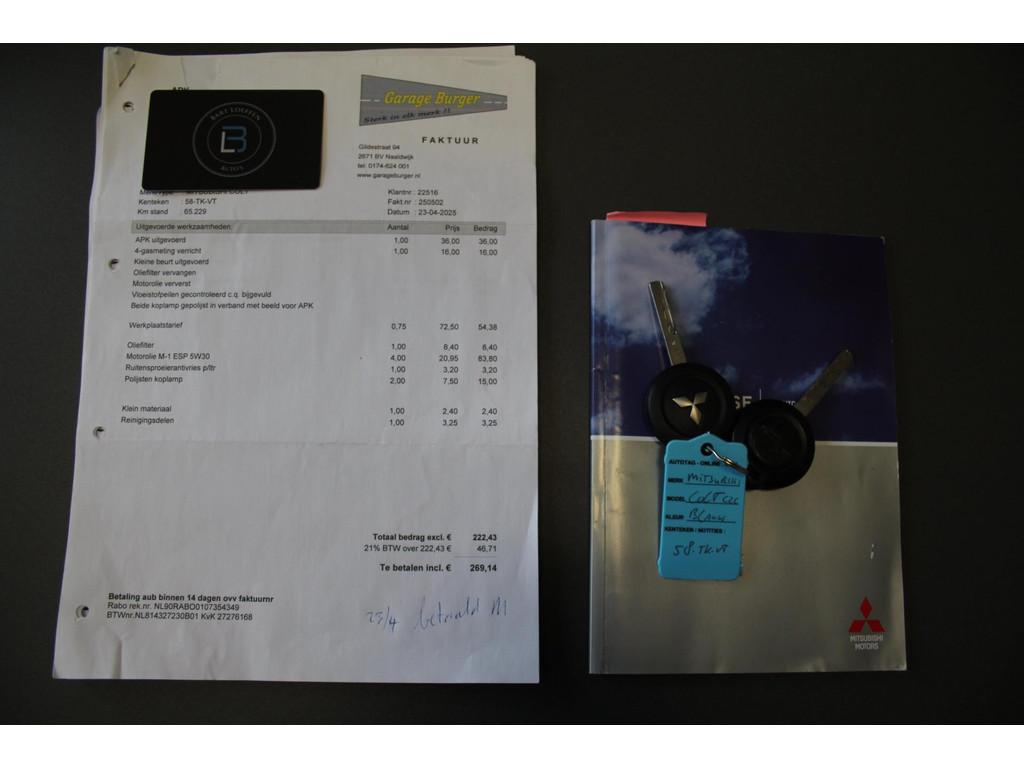 BART LOEFFEN
LB
AUTO'S
Garage Burger
Sterk in elk merk !!
FAKTUUR
Gildestraat 94
2671 BV Naaldwijk
tel: 0174-624 001
www.garageburger.nl
Klantnr : 22516
Kenteken : 58-TK-VT Fakt.nr : 250502
Km stand : 65.229 Datum : 23-04-2025
Uitgevoerde werkzaamheden: Aantal Prijs Bedrag
APK uitgevoerd 1,00 36,00 36,00
4-gasmeting verricht 1,00 16,00 16,00
Kleine beurt uitgevoerd
Oliefilter vervangen
Motorolie ververst
Vloeistofpeilen gecontroleerd c.q. bijgevuld
Beide koplamp gepolijst in verband met beeld voor APK
Werkplaatstarief 0,75 72,50 54,38
Oliefilter 1,00 8,40 8,40
Motorolie M-1 ESP 5W30 4,00 20,95 83,80
Ruitensproeierantivries p/ltr 1,00 3,20 3,20
Polijsten koplamp 2,00 7,50 15,00
Klein materiaal 1,00 2,40 2,40
Reinigingsdelen 1,00 3,25 3,25
Totaal bedrag excl. € 222,43
21% BTW over 222,43 € 46,71
Te betalen incl. € 269,14
Betaling aub binnen 14 dagen ovv faktuurnr
Rabo rek.nr. NL90RABO0107354349
BTWnr.NL814327230B01 KvK 27276168
23/4 betaald
AUTOTAG-ONLINE
MERK MITSUBISHI
MODEL COLT CZC
KLEUR BLAUW
KENTEKEN / NOTITIES :
58-TK-VT
MITSUBISHI
MOTORS